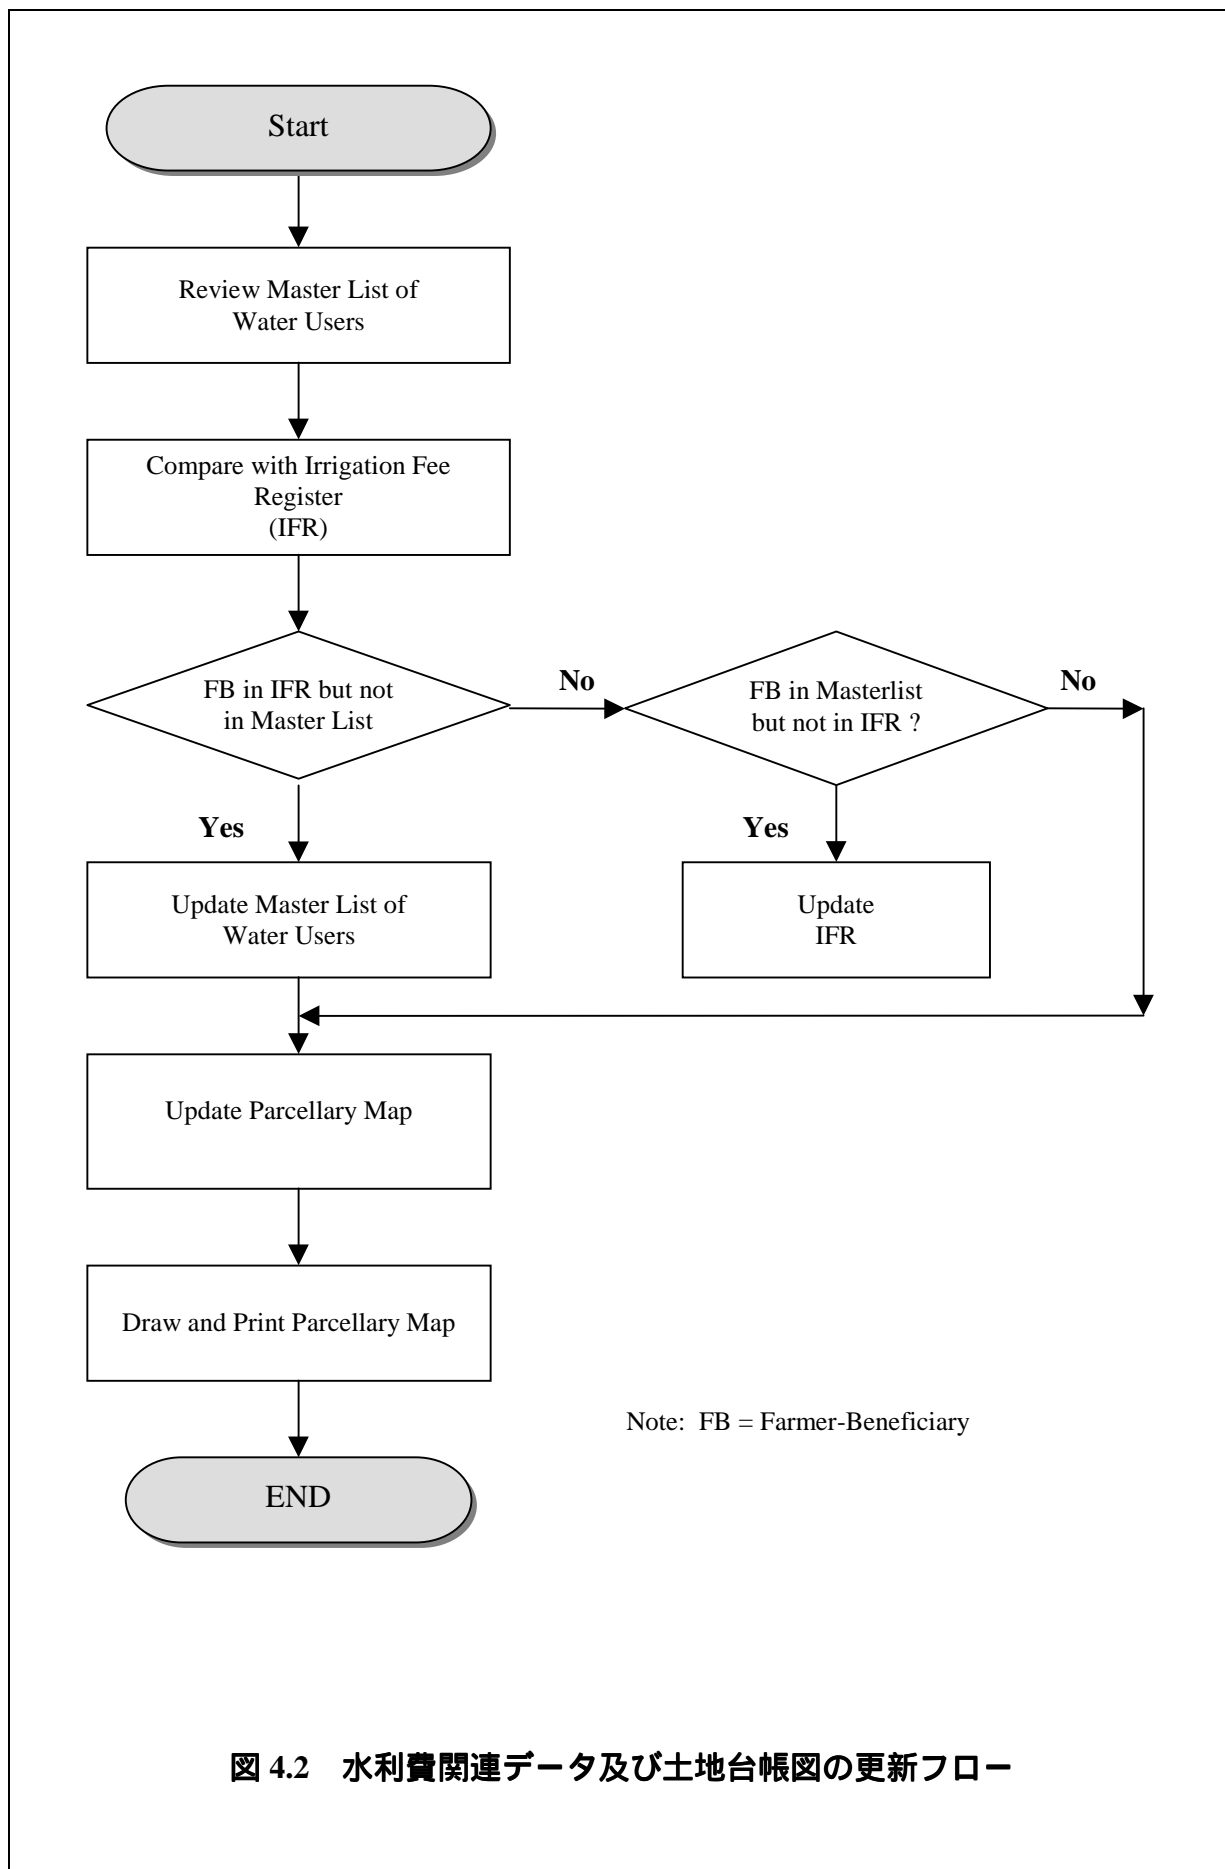 Start
Review Master List of
Water Users
Compare with Irrigation Fee
Register
(IFR)
FB in IFR but not
in Master List
No
FB in Masterlist
but not in IFR ?
No
Yes
Yes
Update Master List of
Water Users
Update
IFR
Update Parcellary Map
Draw and Print Parcellary Map
Note: FB = Farmer-Beneficiary
END
図 4.2 水利費関連データ及び土地台帳図の更新フロー